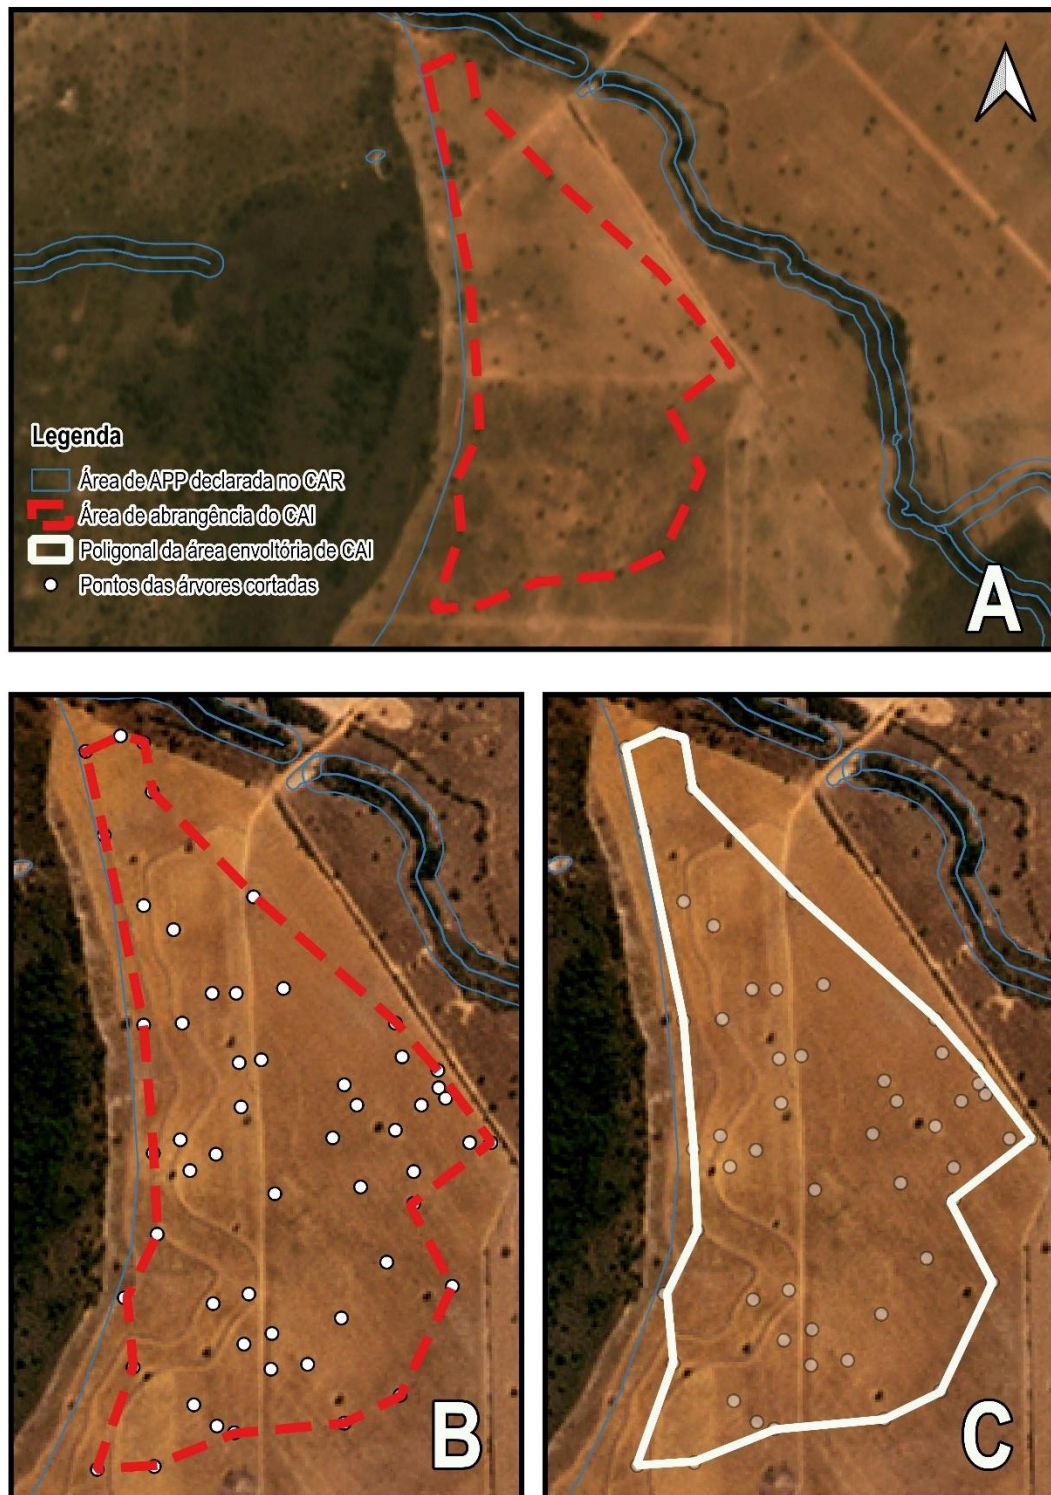 Legenda
Área de APP declarada no CAR
Área de abrangência do CAI
Poligonal da área envoltória de CAI
Pontos das árvores cortadas
A
B
C